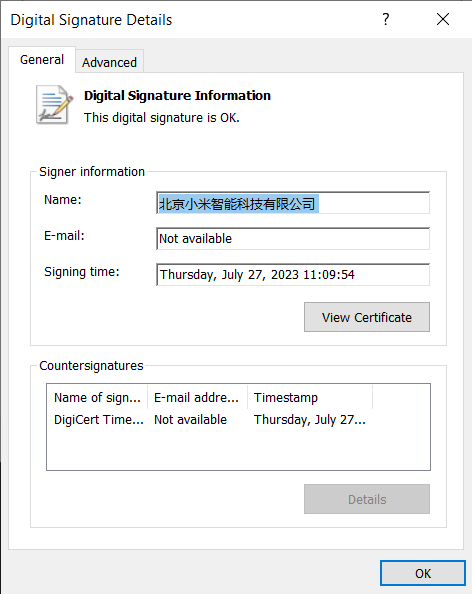 Digital Signature Details
?
General
Advanced
Digital Signature Information
This digital signature is OK.
Signer information
Name:
北京小米智能科技有限公司
E-mail:
Not available
Signing time:
Thursday, July 27, 2023 11:09:54
View Certificate
Countersignatures
Name of sign... E-mail addre... Timestamp
DigiCert Time... Not available Thursday, July 27...
Details
OK